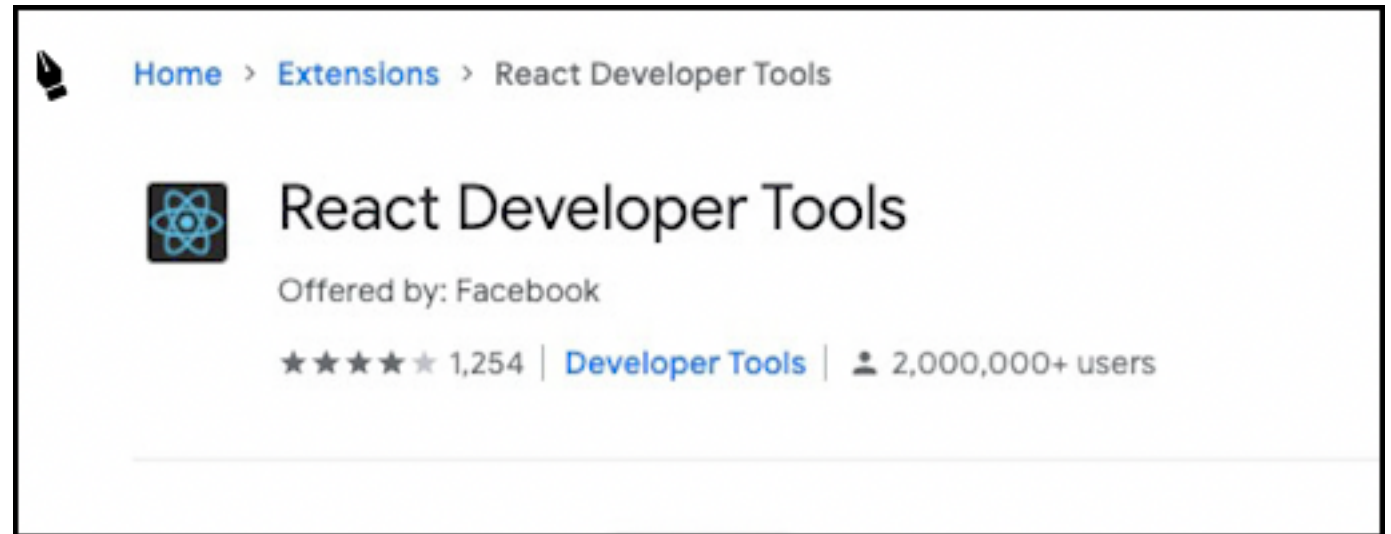 Home > Extensions > React Developer Tools
React Developer Tools
Offered by: Facebook
★★★★★ 1,254 | Developer Tools | 2,000,000+ users